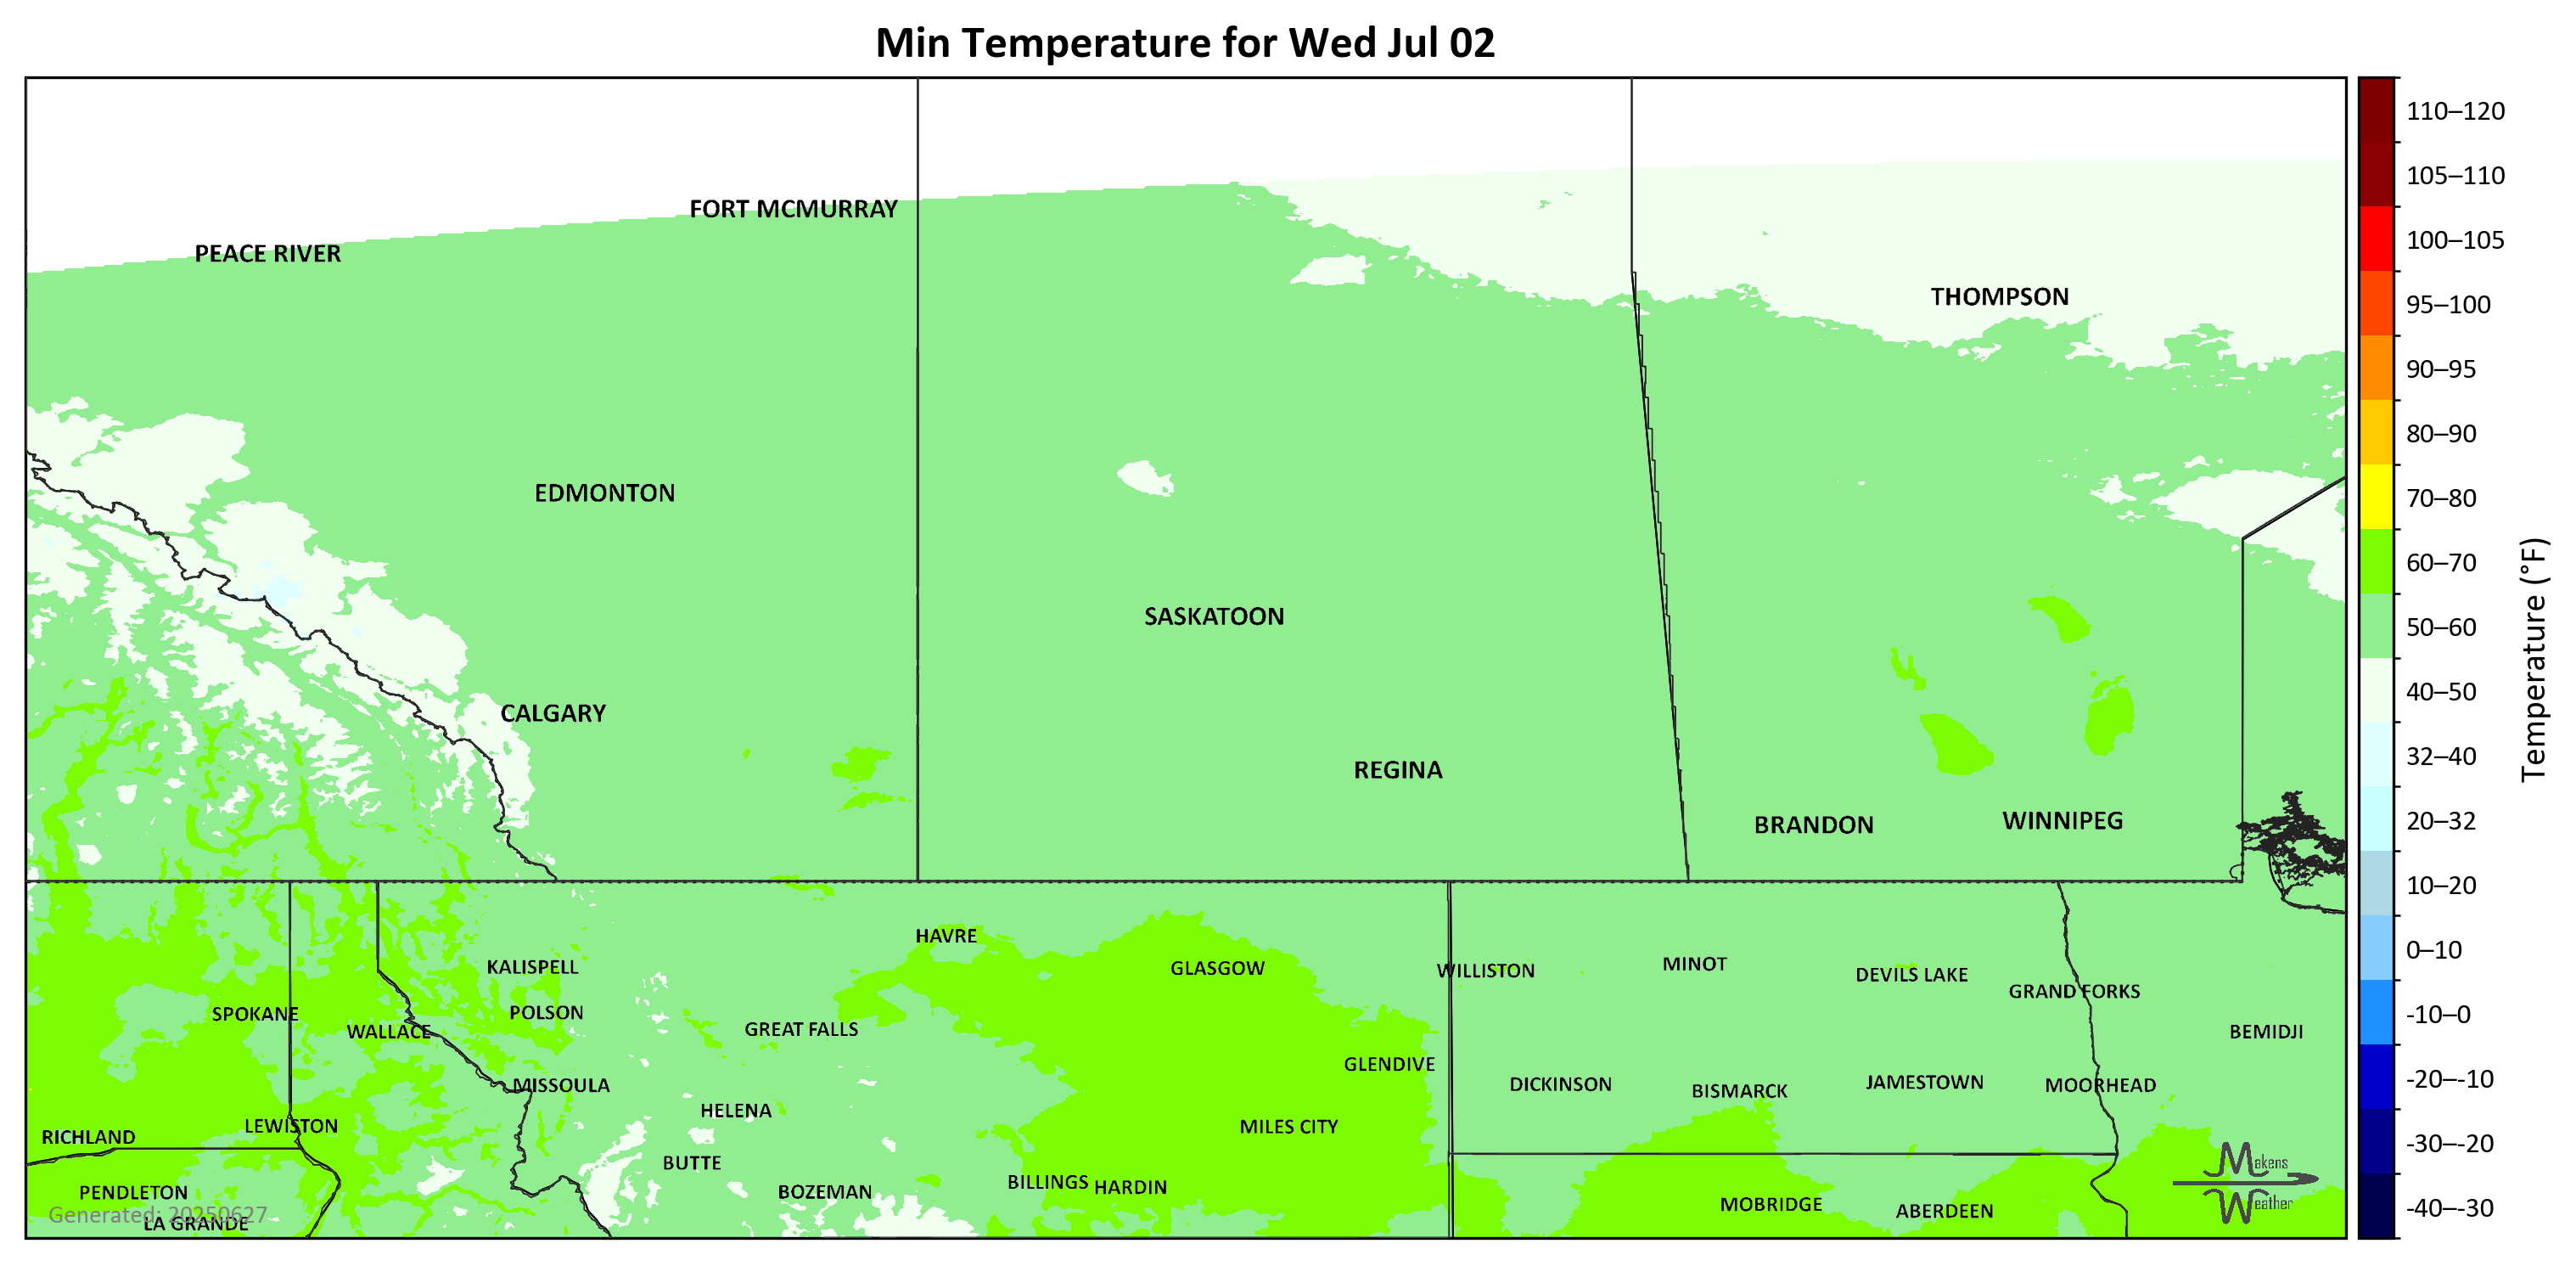 Min Temperature for Wed Jul 02
110–120
105–110
100–105
95–100
90–95
80–90
70–80
60–70
50–60
40–50
32–40
20–32
10–20
0–10
-10–0
-20–-10
-30–-20
-40–-30
Temperature (°F)
FORT MCMURRAY
PEACE RIVER
THOMPSON
EDMONTON
SASKATOON
CALGARY
REGINA
BRANDON
WINNIPEG
HAVRE
KALISPELL
GLASGOW
WILLISTON
MINOT
DEVILS LAKE
GRAND FORKS
SPOKANE
POLSON
WALLACE
GREAT FALLS
BEMIDJI
GLENDIVE
MISSOULA
DICKINSON
BISMARCK
JAMESTOWN
MOORHEAD
HELENA
LEWISTON
MILES CITY
RICHLAND
BUTTE
BILLINGS
HARDIN
PENDLETON
BOZEMAN
MOBRIDGE
ABERDEEN
Generated: 20250627
LA GRANDE
Makens
Weather